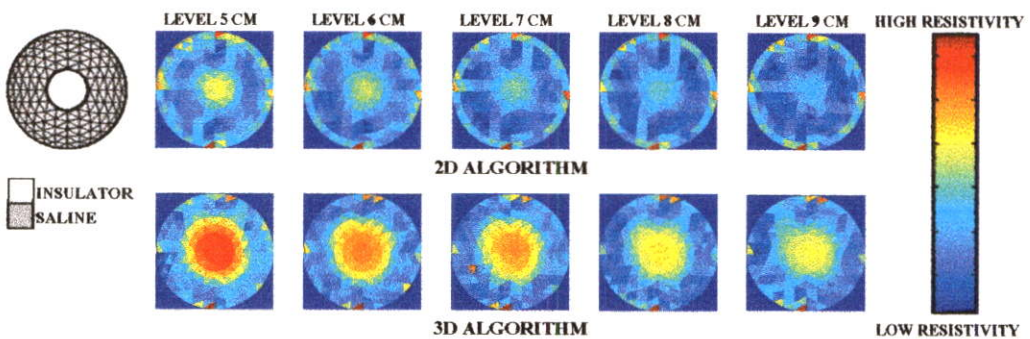 LEVEL 5 CM
LEVEL 6 CM
LEVEL 7 CM
LEVEL 8 CM
LEVEL 9 CM
HIGH RESISTIVITY
2D ALGORITHM
INSULATOR
SALINE
3D ALGORITHM
LOW RESISTIVITY